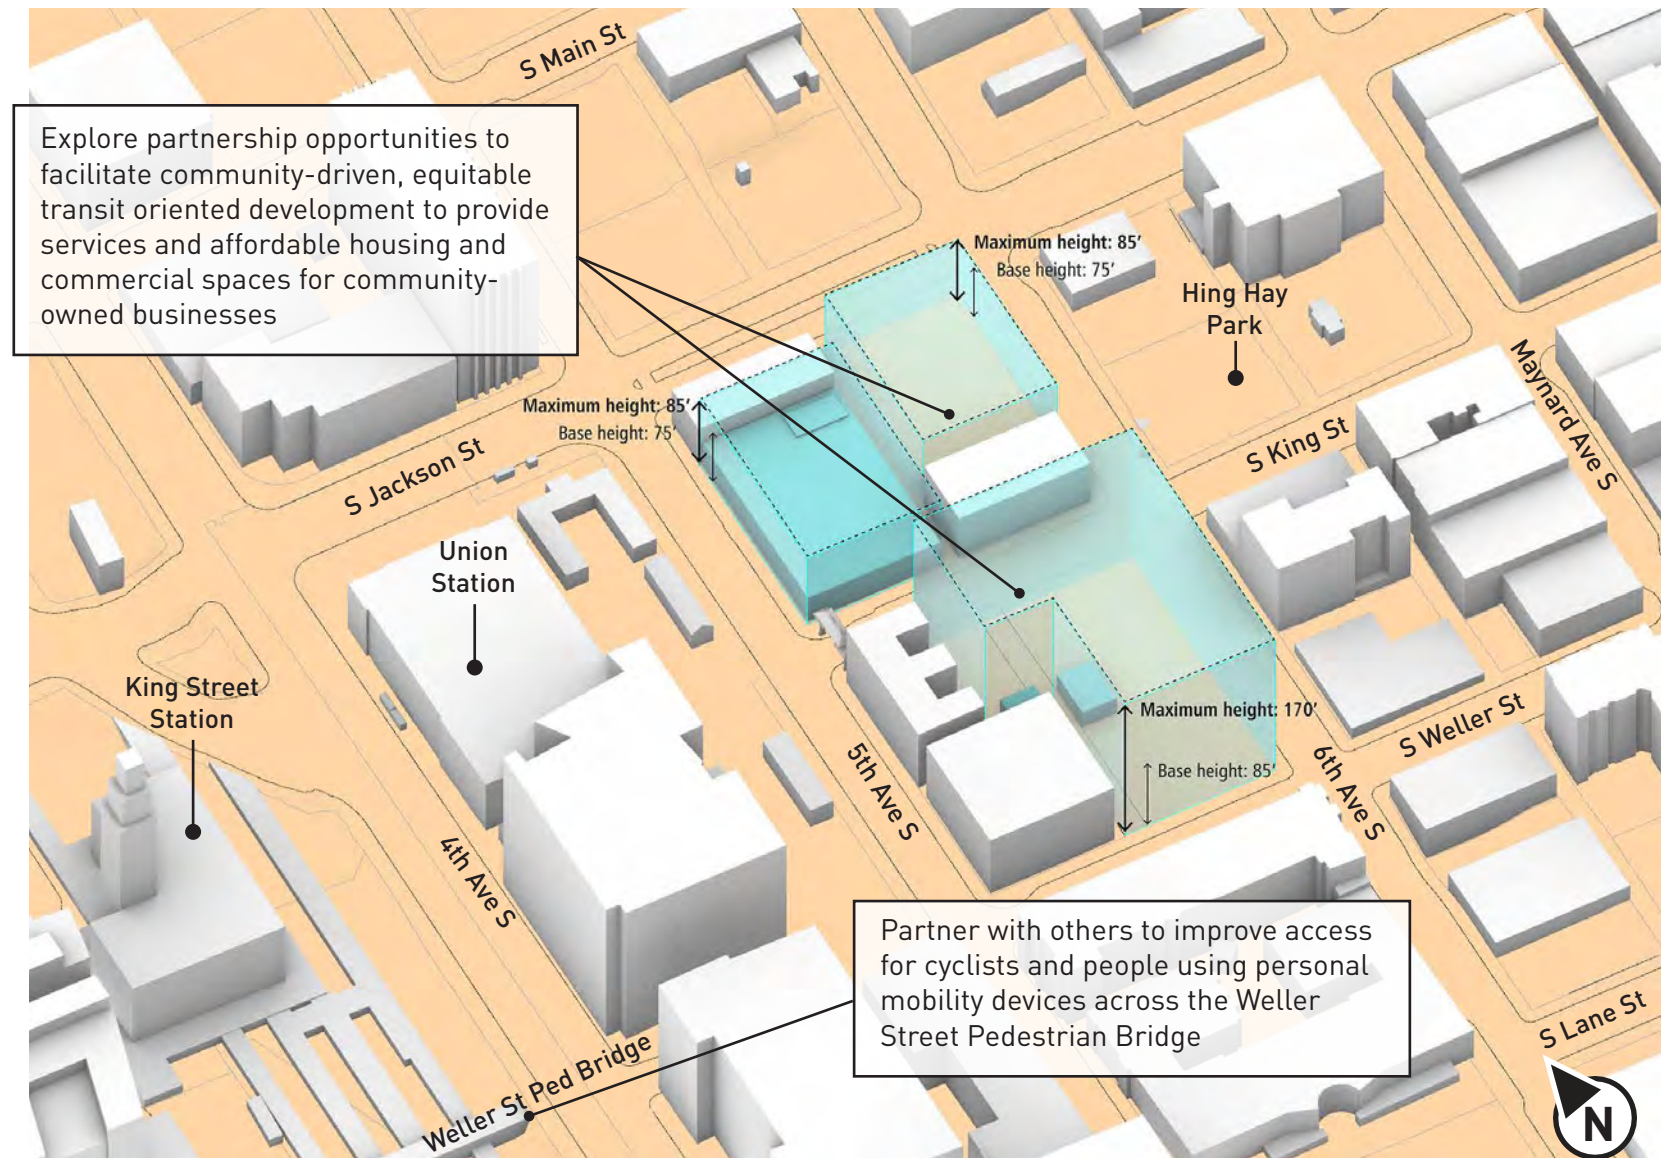 S Main St
Explore partnership opportunities to
facilitate community-driven, equitable
transit oriented development to provide
services and affordable housing and
commercial spaces for community-
owned businesses
Maximum height: 85’
Base height: 75’
Hing Hay
Park
Maynard Ave S
Maximum height: 85’
Base height: 75’
S Jackson St
S King St
Union
Station
King Street
Station
Maximum height: 170’
Base height: 85’
S Weller St
5th Ave S
6th Ave S
4th Ave S
Partner with others to improve access
for cyclists and people using personal
mobility devices across the Weller
Street Pedestrian Bridge
S Lane St
Weller St Ped Bridge
N